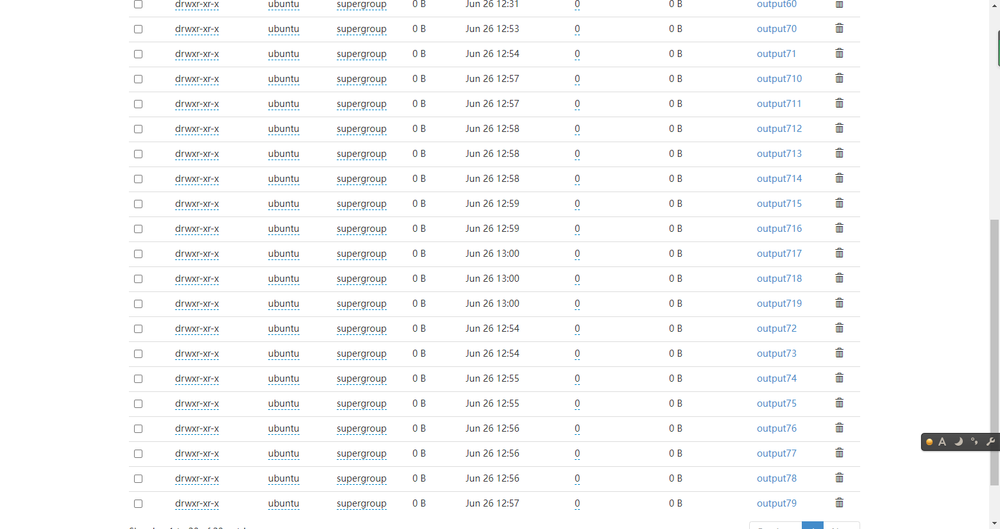 drwxr-xr-x ubuntu supergroup 0 B Jun 26 12:31 0 0 B output60
drwxr-xr-x ubuntu supergroup 0 B Jun 26 12:53 0 0 B output70
drwxr-xr-x ubuntu supergroup 0 B Jun 26 12:54 0 0 B output71
drwxr-xr-x ubuntu supergroup 0 B Jun 26 12:57 0 0 B output710
drwxr-xr-x ubuntu supergroup 0 B Jun 26 12:57 0 0 B output711
drwxr-xr-x ubuntu supergroup 0 B Jun 26 12:58 0 0 B output712
drwxr-xr-x ubuntu supergroup 0 B Jun 26 12:58 0 0 B output713
drwxr-xr-x ubuntu supergroup 0 B Jun 26 12:58 0 0 B output714
drwxr-xr-x ubuntu supergroup 0 B Jun 26 12:59 0 0 B output715
drwxr-xr-x ubuntu supergroup 0 B Jun 26 12:59 0 0 B output716
drwxr-xr-x ubuntu supergroup 0 B Jun 26 13:00 0 0 B output717
drwxr-xr-x ubuntu supergroup 0 B Jun 26 13:00 0 0 B output718
drwxr-xr-x ubuntu supergroup 0 B Jun 26 13:00 0 0 B output719
drwxr-xr-x ubuntu supergroup 0 B Jun 26 12:54 0 0 B output72
drwxr-xr-x ubuntu supergroup 0 B Jun 26 12:54 0 0 B output73
drwxr-xr-x ubuntu supergroup 0 B Jun 26 12:55 0 0 B output74
drwxr-xr-x ubuntu supergroup 0 B Jun 26 12:55 0 0 B output75
drwxr-xr-x ubuntu supergroup 0 B Jun 26 12:56 0 0 B output76
A
drwxr-xr-x ubuntu supergroup 0 B Jun 26 12:56 0 0 B output77
drwxr-xr-x ubuntu supergroup 0 B Jun 26 12:56 0 0 B output78
drwxr-xr-x ubuntu supergroup 0 B Jun 26 12:57 0 0 B output79